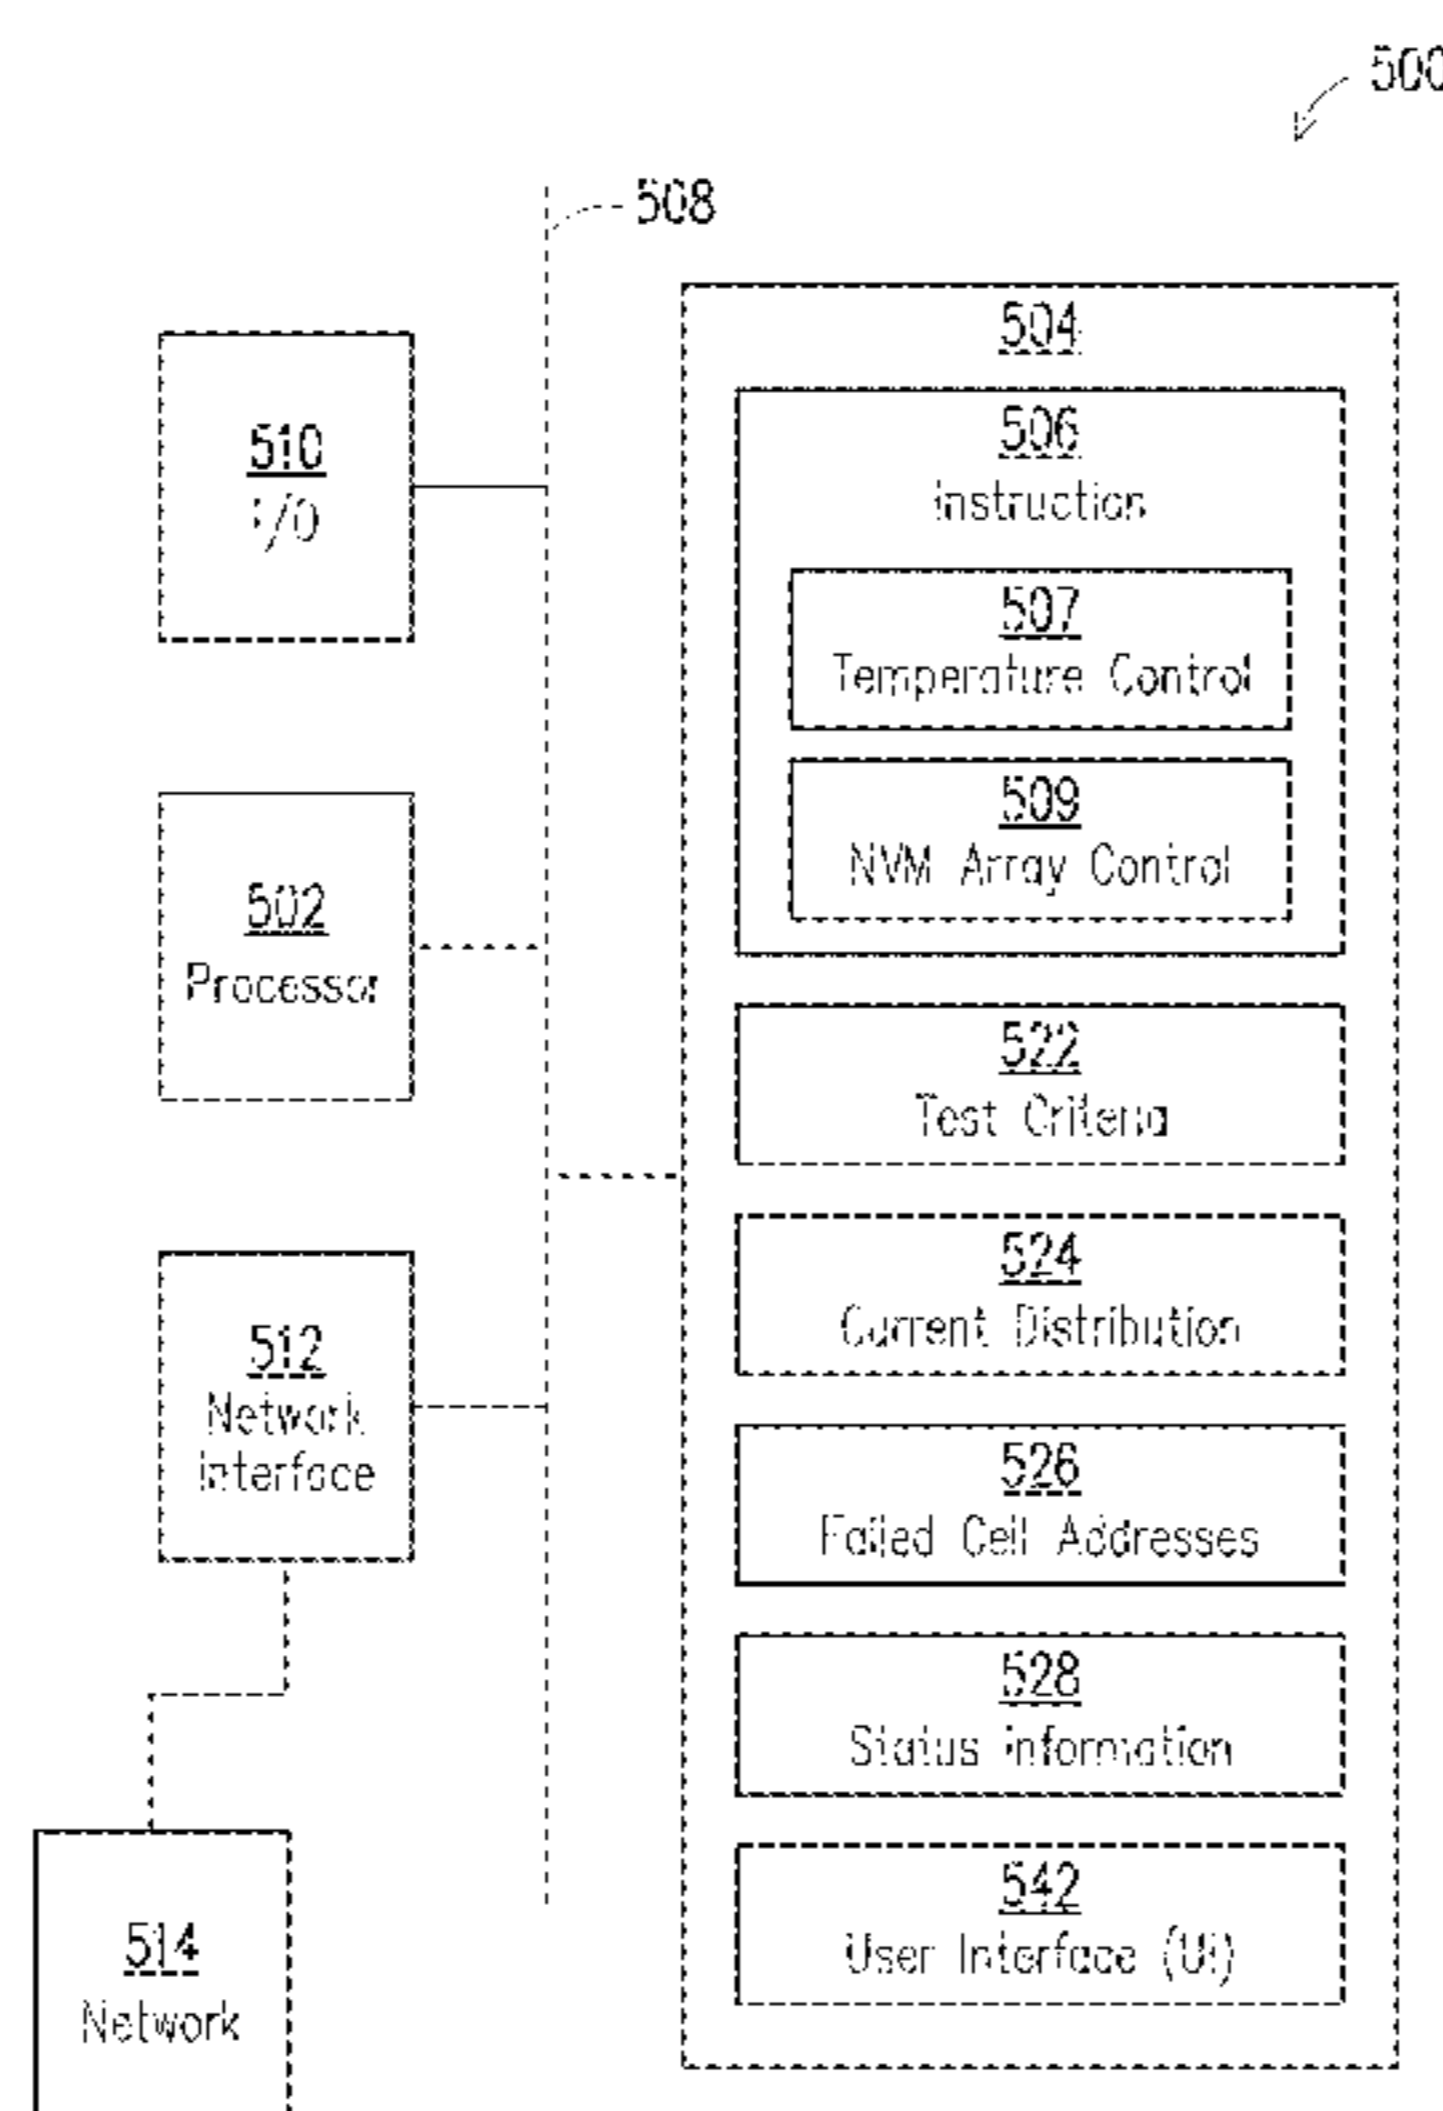 500
508
504
510
I/O
506
Instruction
507
Temperature Control
509
NVM Array Control
502
Processor
522
Test Criteria
524
Current Distribution
512
Network
Interface
526
Failed Cell Addresses
528
Status Information
542
User Interface (UI)
514
Network